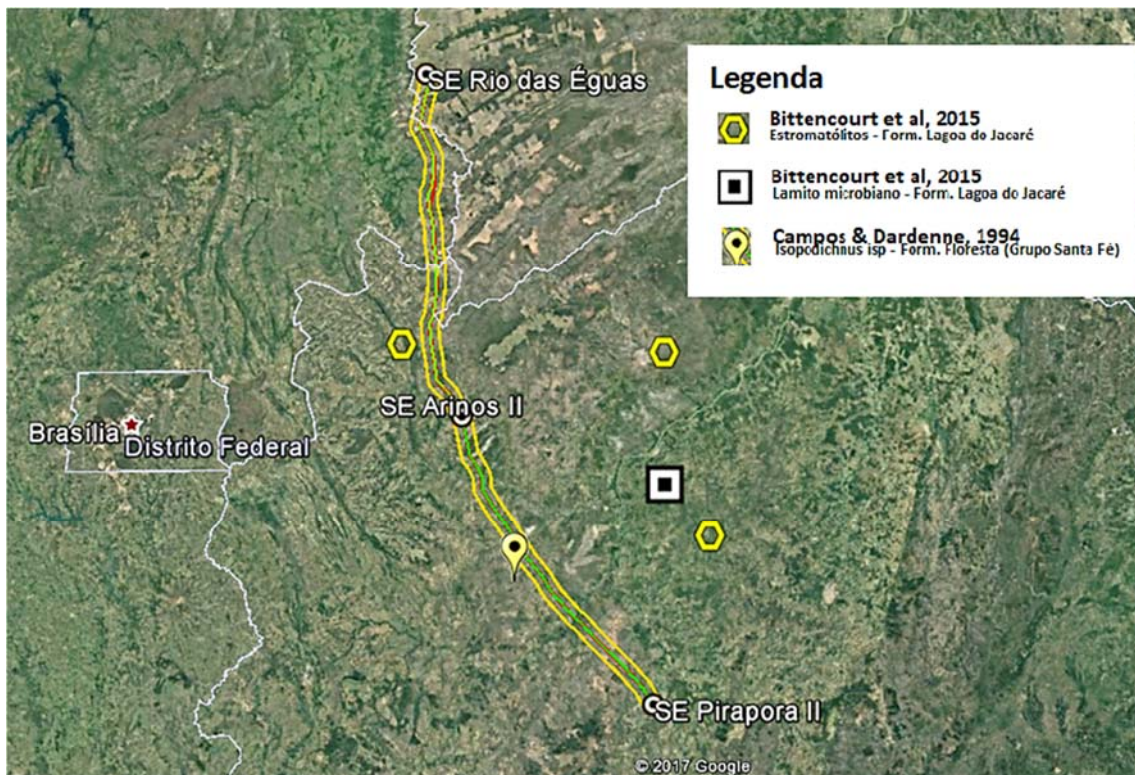 SE Rio das Éguas
Legenda
Bittencourt et al, 2015
Estromatólitos - Form. Lagoa do Jacaré
Bittencourt et al, 2015
Lamito microbiano - Form. Lagoa do Jacaré
Campos & Dardenne, 1994
Isopodichnus isp - Form. Floresta (Grupo Santa Fé)
SE Arinos II
Brasília
Distrito Federal
SE Pirapora II
© 2017 Google